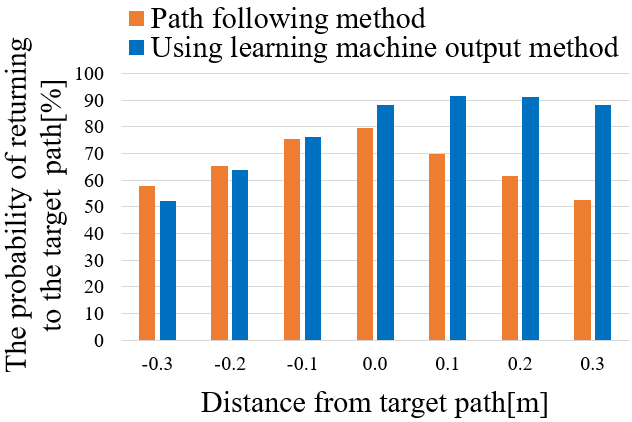 Path following method
Using learning machine output method
The probability of returning
to the target path[%]
100
90
80
70
60
50
40
30
20
10
0
-0.3 -0.2 -0.1 0.0 0.1 0.2 0.3
Distance from target path[m]